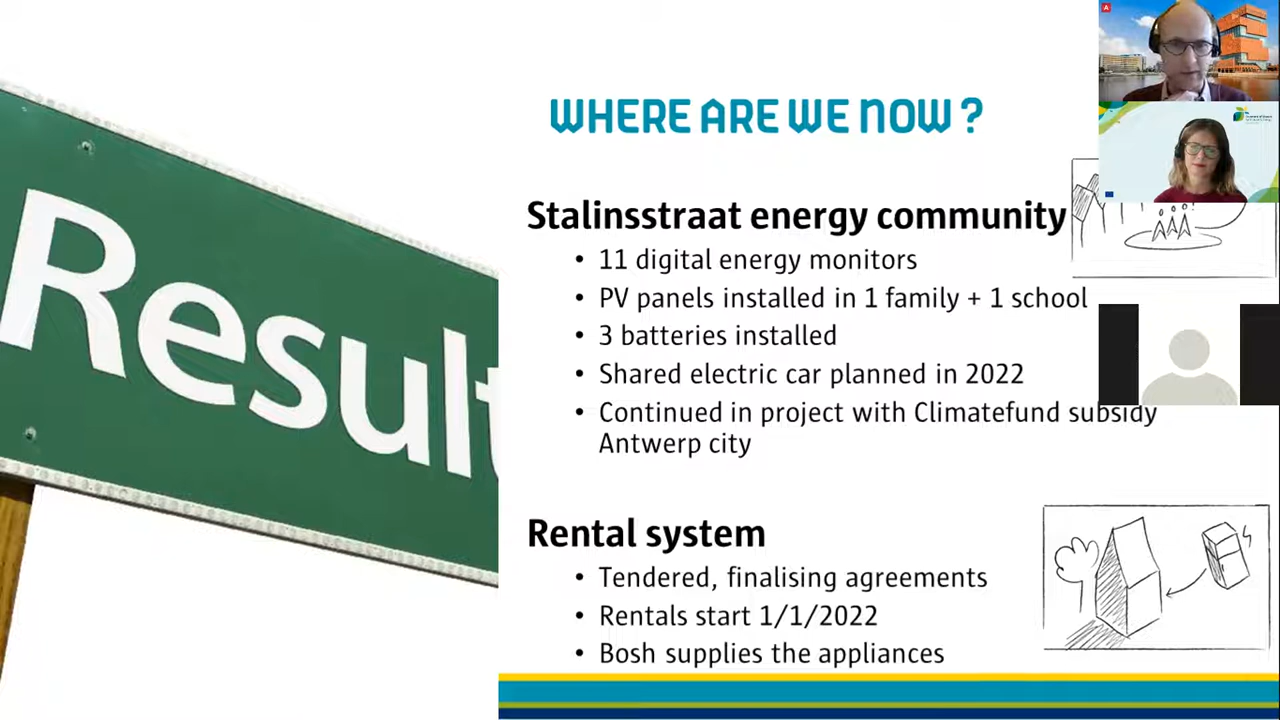 Result
WHERE ARE WE NOW?
Stalinsstraat energy community
• 11 digital energy monitors
• PV panels installed in 1 family + 1 school
• 3 batteries installed
• Shared electric car planned in 2022
• Continued in project with Climatefund subsidy
Antwerp city
Rental system
• Tendered, finalising agreements
• Rentals start 1/1/2022
• Bosh supplies the appliances
A